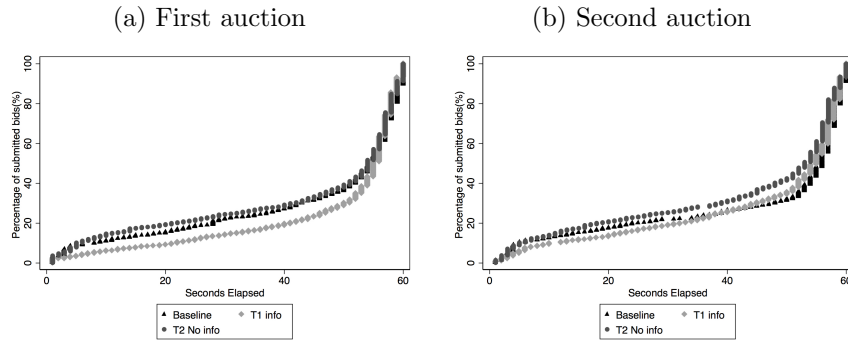 (a) First auction
(b) Second auction
Percentage of submitted bids(%)
100
80
60
40
20
0
0
20
40
60
Seconds Elapsed
Baseline
T1 info
T2 No info
Percentage of submitted bids(%)
100
80
60
40
20
0
0
20
40
60
Seconds Elapsed
Baseline
T1 info
T2 No info